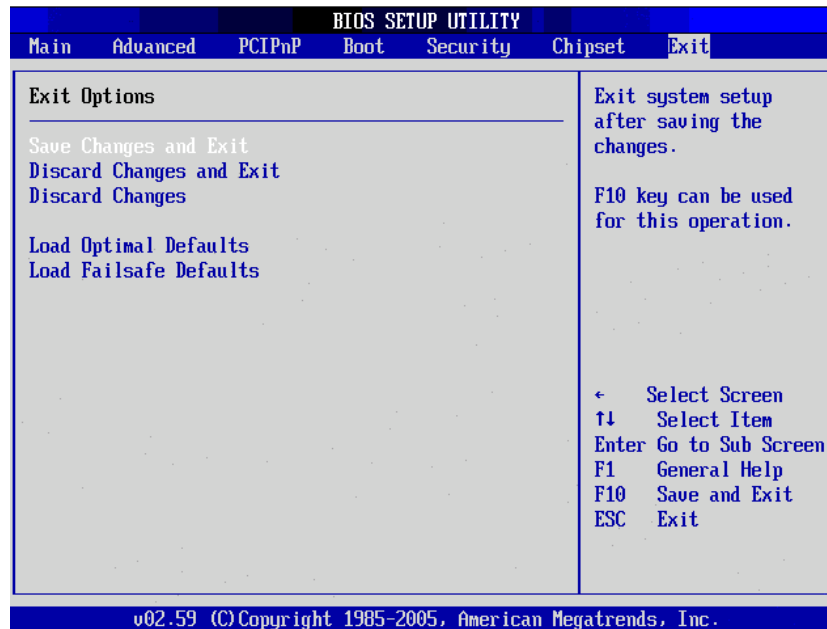 BIOS SETUP UTILITY
Main Advanced PCIPnP Boot Security Chipset Exit
Exit Options
Save Changes and Exit
Discard Changes and Exit
Discard Changes
Load Optimal Defaults
Load Failsafe Defaults
Exit system setup
after saving the
changes.
F10 key can be used
for this operation.
← Select Screen
↑↓ Select Item
Enter Go to Sub Screen
F1 General Help
F10 Save and Exit
ESC Exit
v02.59 (C)Copyright 1985-2005, American Megatrends, Inc.